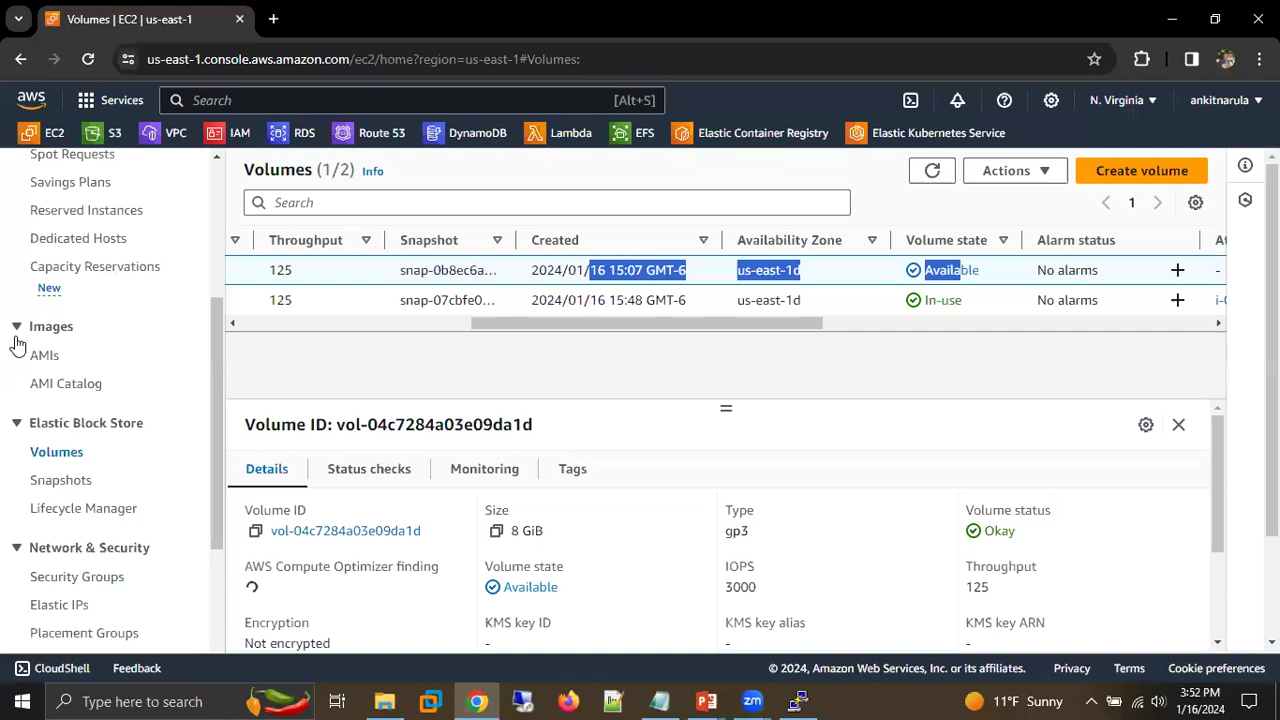 Volumes | EC2 | us-east-1
us-east-1.console.aws.amazon.com/ec2/home?region=us-east-1#Volumes:
aws
Services
Search
[Alt+S]
N. Virginia
ankitnarula
EC2
S3
VPC
IAM
RDS
Route 53
DynamoDB
Lambda
EFS
Elastic Container Registry
Elastic Kubernetes Service
Spot Requests
Savings Plans
Reserved Instances
Dedicated Hosts
Capacity Reservations
New
Images
AMIs
AMI Catalog
Elastic Block Store
Volumes
Snapshots
Lifecycle Manager
Network & Security
Security Groups
Elastic IPs
Placement Groups
Volumes (1/2) Info
Actions
Create volume
Search
1
Throughput Snapshot Created Availability Zone Volume state Alarm status At
125 snap-0b8ec6a... 2024/01/16 15:07 GMT-6 us-east-1d Available No alarms + -
125 snap-07cbfe0... 2024/01/16 15:48 GMT-6 us-east-1d In-use No alarms + i-0
Volume ID: vol-04c7284a03e09da1d
Details Status checks Monitoring Tags
Volume ID Size Type Volume status
vol-04c7284a03e09da1d 8 GiB gp3 Okay
AWS Compute Optimizer finding Volume state IOPS Throughput
Available 3000 125
Encryption KMS key ID KMS key alias KMS key ARN
Not encrypted - - -
CloudShell Feedback © 2024, Amazon Web Services, Inc. or its affiliates. Privacy Terms Cookie preferences
Type here to search
zm
11°F Sunny
3:52 PM
1/16/2024